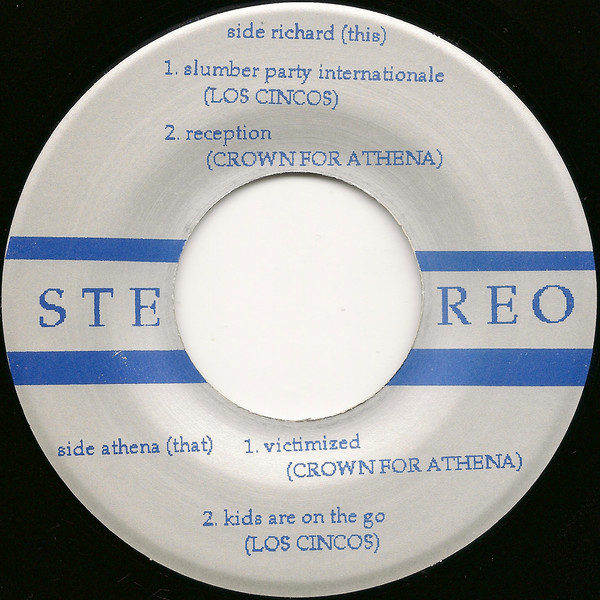 side richard (this)
1. slumber party internationale
(LOS CINCOS)
2. reception
(CROWN FOR ATHENA)
STE REO
side athena (that) 1. victimized
(CROWN FOR ATHENA)
2. kids are on the go
(LOS CINCOS)